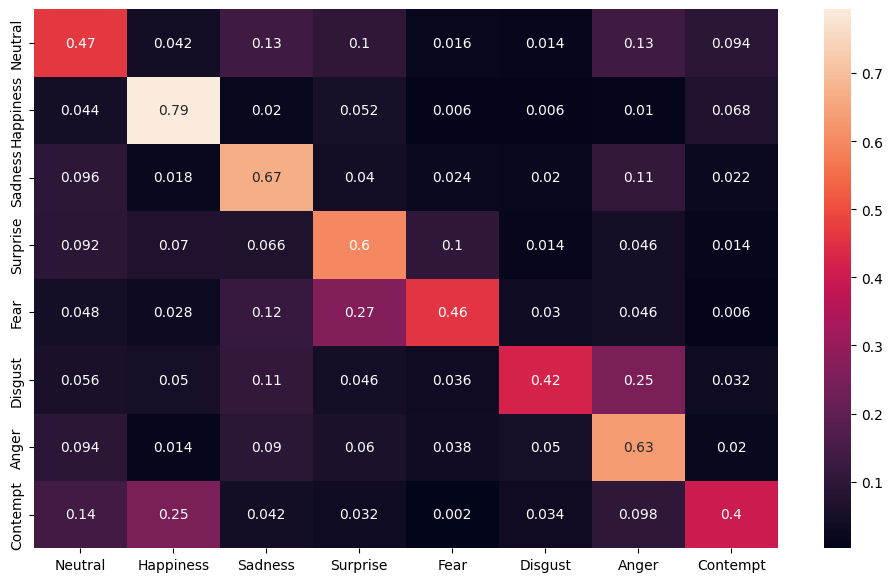 Neutral 0.47 0.042 0.13 0.1 0.016 0.014 0.13 0.094
Happiness 0.044 0.79 0.02 0.052 0.006 0.006 0.01 0.068
Sadness 0.096 0.018 0.67 0.04 0.024 0.02 0.11 0.022
Surprise 0.092 0.07 0.066 0.6 0.1 0.014 0.046 0.014
Fear 0.048 0.028 0.12 0.27 0.46 0.03 0.046 0.006
Disgust 0.056 0.05 0.11 0.046 0.036 0.42 0.25 0.032
Anger 0.094 0.014 0.09 0.06 0.038 0.05 0.63 0.02
Contempt 0.14 0.25 0.042 0.032 0.002 0.034 0.098 0.4
Neutral Happiness Sadness Surprise Fear Disgust Anger Contempt
0.7
0.6
0.5
0.4
0.3
0.2
0.1